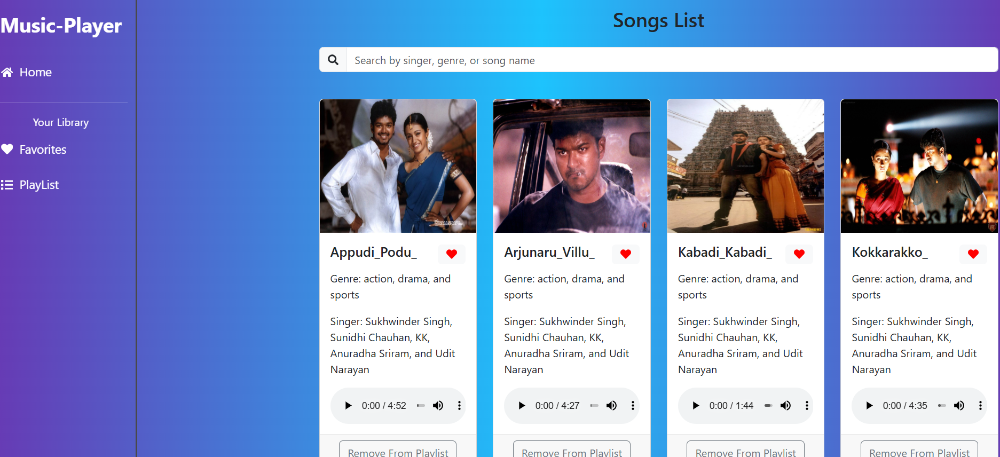 Music-Player
Home
Your Library
Favorites
PlayList
Songs List
Search by singer, genre, or song name
Appudi_Podu_
Genre: action, drama, and
sports
Singer: Sukhwinder Singh,
Sunidhi Chauhan, KK,
Anuradha Sriram, and Udit
Narayan
0:00 / 4:52
Remove From Playlist
Arjunaru_Villu_
Genre: action, drama, and
sports
Singer: Sukhwinder Singh,
Sunidhi Chauhan, KK,
Anuradha Sriram, and Udit
Narayan
0:00 / 4:27
Remove From Playlist
Kabadi_Kabadi_
Genre: action, drama, and
sports
Singer: Sukhwinder Singh,
Sunidhi Chauhan, KK,
Anuradha Sriram, and Udit
Narayan
0:00 / 1:44
Remove From Playlist
Kokkarakko_
Genre: action, drama, and
sports
Singer: Sukhwinder Singh,
Sunidhi Chauhan, KK,
Anuradha Sriram, and Udit
Narayan
0:00 / 4:35
Remove From Playlist